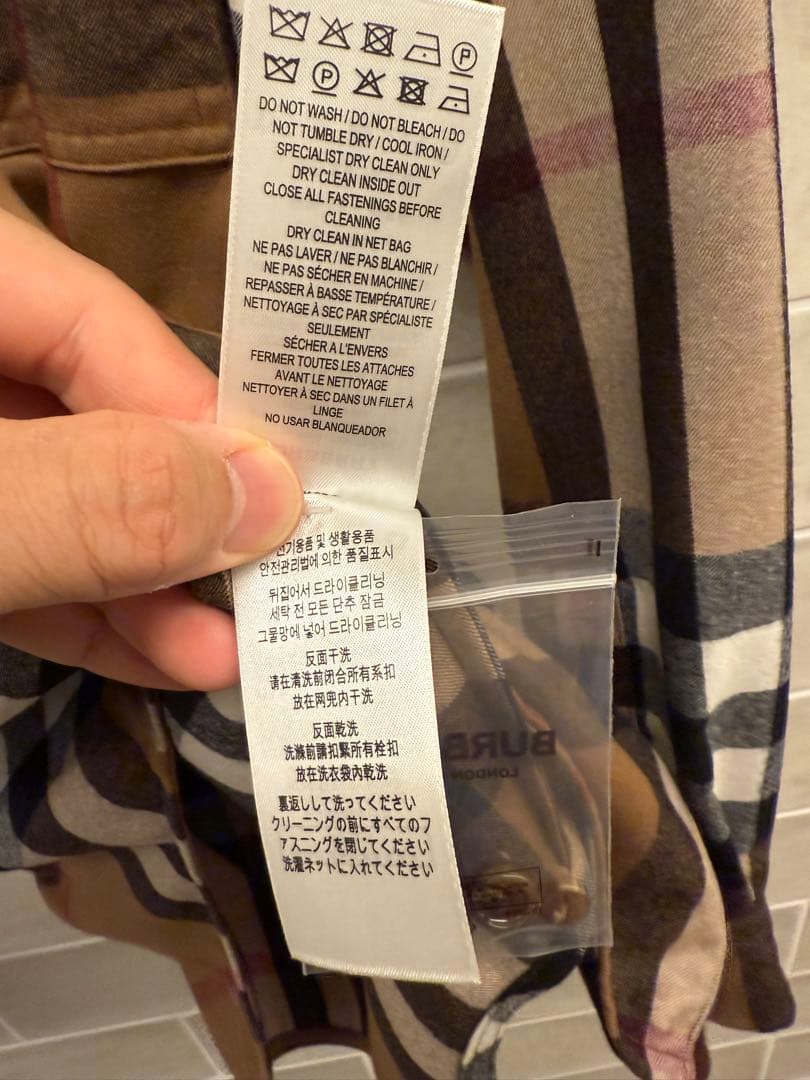 P
P
DO NOT WASH / DO NOT BLEACH / DO
NOT TUMBLE DRY / COOL IRON /
SPECIALIST DRY CLEAN ONLY
DRY CLEAN INSIDE OUT
CLOSE ALL FASTENINGS BEFORE
CLEANING
DRY CLEAN IN NET BAG
NE PAS LAVER / NE PAS BLANCHIR /
NE PAS SÉCHER EN MACHINE /
REPASSER À BASSE TEMPÉRATURE /
NETTOYAGE À SEC PAR SPÉCIALISTE
SEULEMENT
SÉCHER A L'ENVERS
FERMER TOUTES LES ATTACHES
AVANT LE NETTOYAGE
NETTOYER À SEC DANS UN FILET À
LINGE
NO USAR BLANQUEADOR
전기용품 및 생활용품
안전관리법에 의한 품질표시
뒤집어서 드라이클리닝
세탁 전 모든 단추 잠금
그물망에 넣어 드라이클리닝
反面干洗
请在清洗前闭合所有系扣
放在网兜内干洗
反面乾洗
洗滌前請扣緊所有栓扣
放在洗衣袋內乾洗
裏返しして洗ってください
クリーニングの前にすべてのフ
ァスニングを閉じてください
洗濯ネットに入れてください
BURB
LONDON